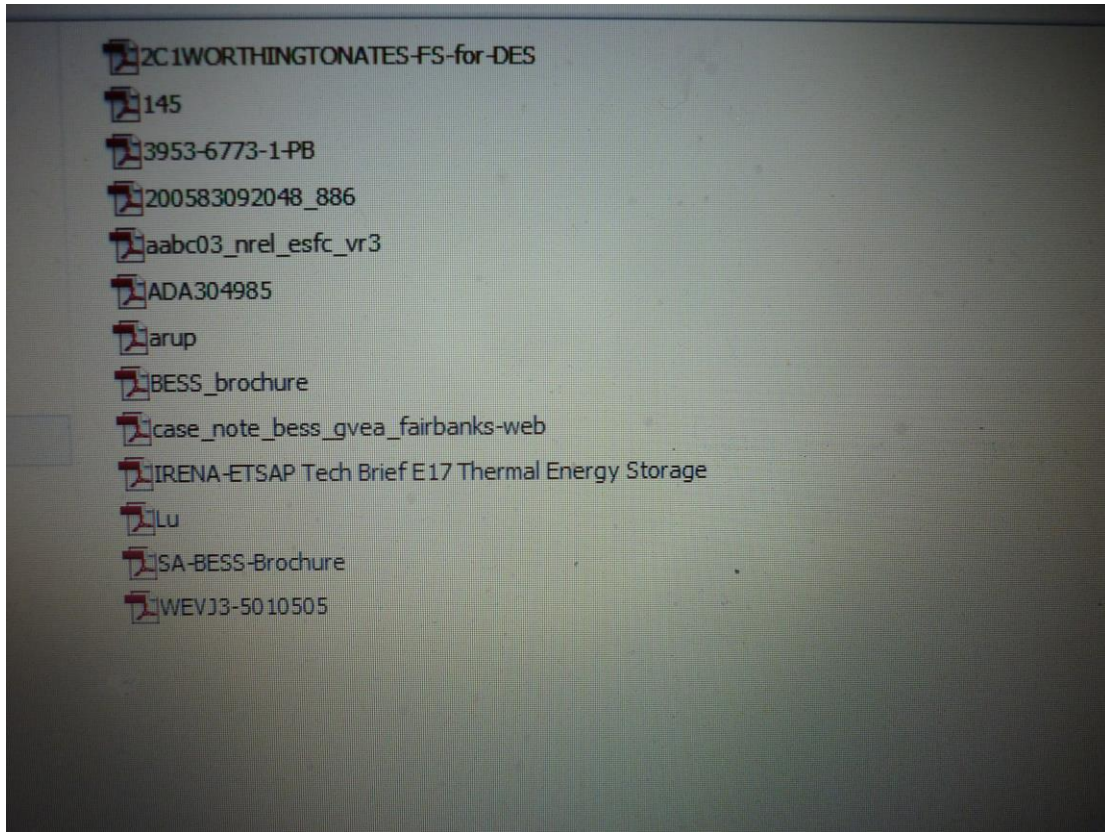 2C1WORTHINGTONATES-FS-for-DES
145
3953-6773-1-PB
200583092048_886
aabc03_nrel_esfc_vr3
ADA304985
arup
BESS_brochure
case_note_bess_gvea_fairbanks-web
IRENA-ETSAP Tech Brief E17 Thermal Energy Storage
Lu
SA-BESS-Brochure
WEVJ3-5010505